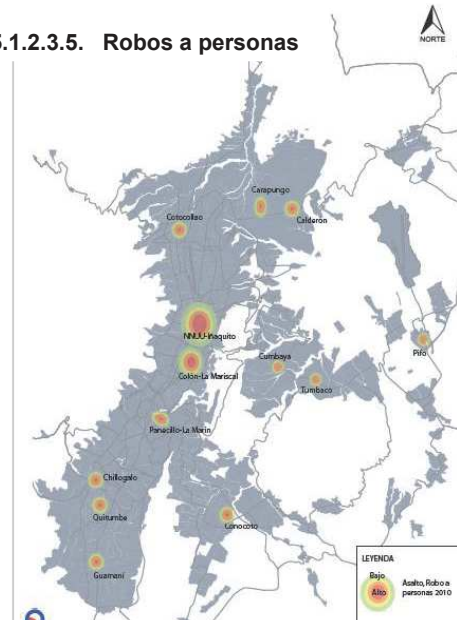 5.1.2.3.5. Robos a personas
NORTE
Carapungo
Calderón
Cotocollao
NNUU-Iñaquito
Pifo
Cumbaya
Colón-La Mariscal
Tumbaco
Panecillo-La Marín
Chillogalo
Quitumbe
Conocoto
Guamaní
LEYENDA
Bajo
Alto
Asalto, Robo a
personas 2010